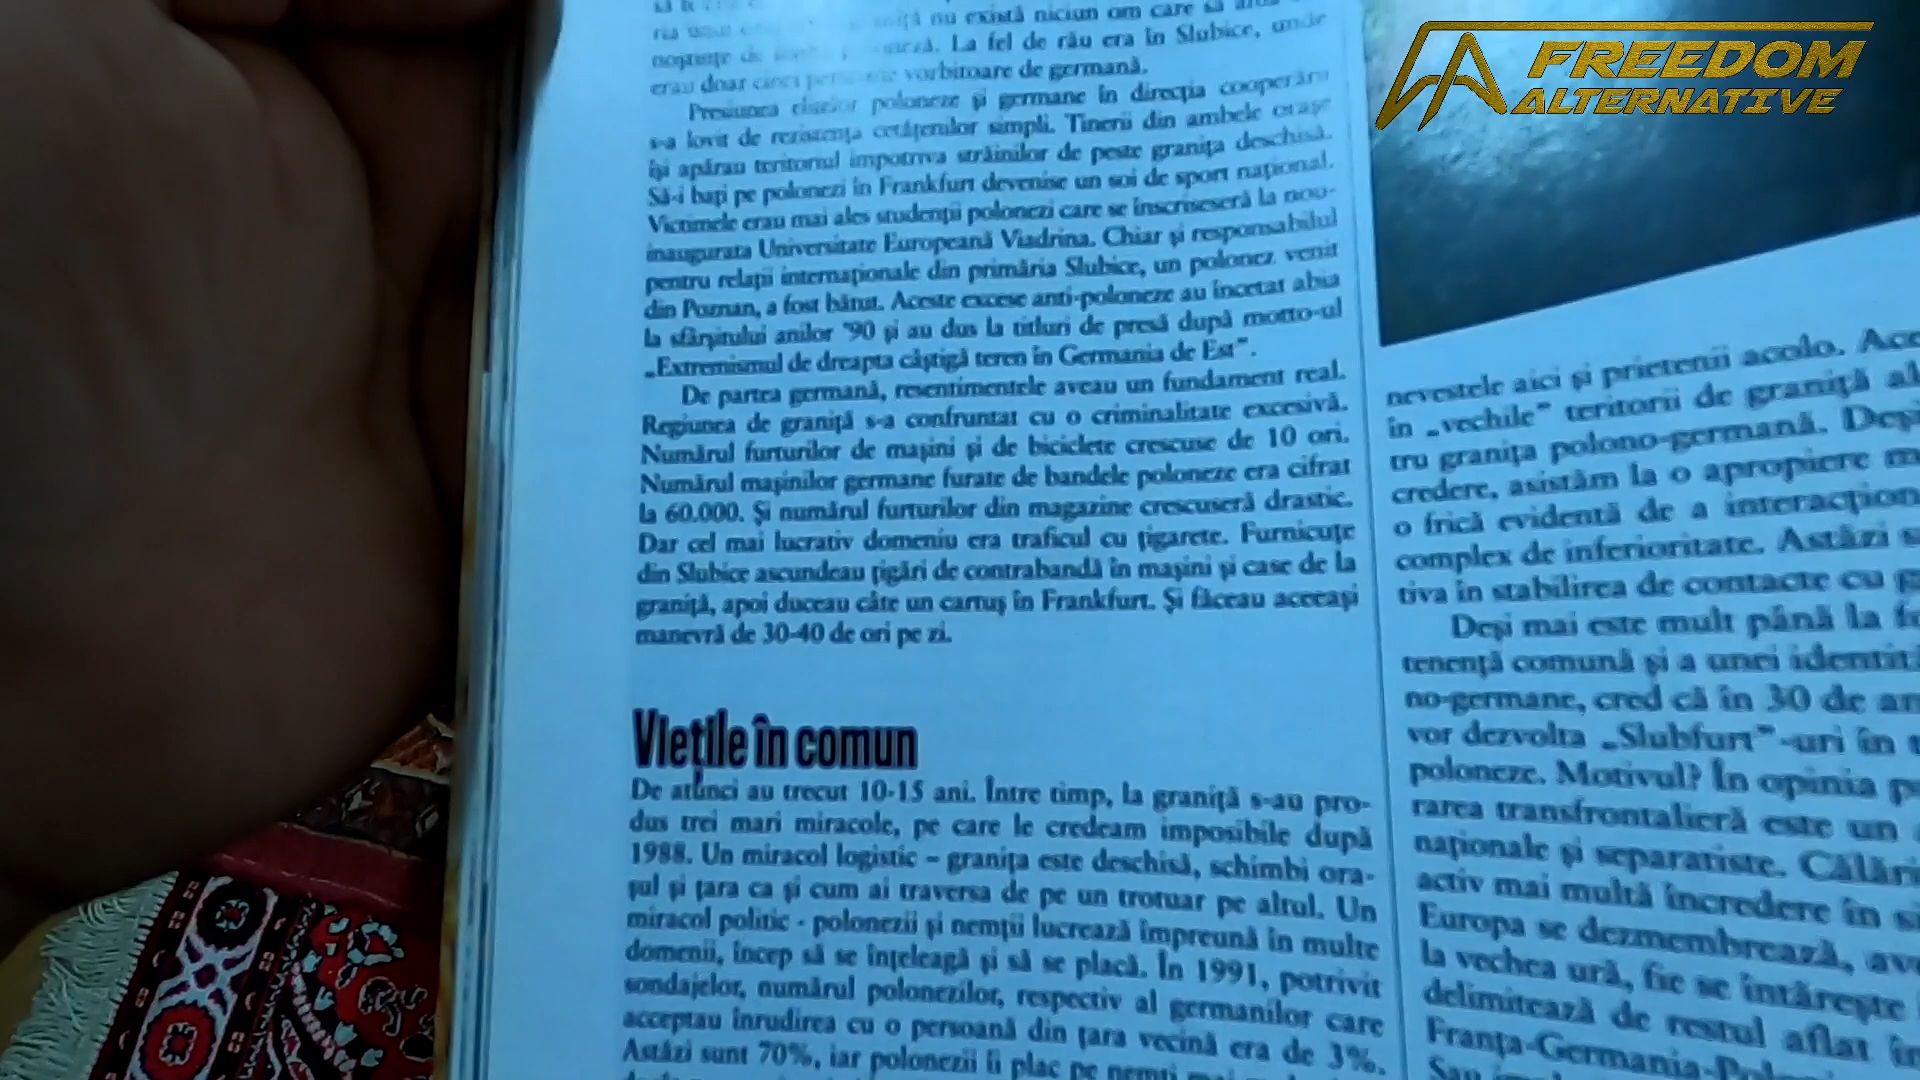 nu există niciun om care să
La fel de rău era în Slubice, unde
erau doar cinci persoane vorbitoare de germană.
Presiunea elitelor poloneze și germane în direcția cooperării
s-a lovit de rezistența cetățenilor simpli. Tinerii din ambele orașe
își apărau teritoriul împotriva străinilor de peste graniță deschisă.
Să-i bați pe polonezi în Frankfurt devenise un soi de sport național.
Victimele erau mai ales studenții polonezi care se înscriseseră la nou-
inaugurata Universitate Europeană Viadrina. Chiar și responsabilul
pentru relații internaționale din primăria Slubice, un polonez venit
din Poznan, a fost bătut. Aceste excese anti-poloneze au încetat abia
la sfârșitului anilor '90 și au dus la titluri de presă după motto-ul
„Extremismul de dreapta câștigă teren în Germania de Est”.
De partea germană, resentimentele aveau un fundament real.
Regiunea de graniță s-a confruntat cu o criminalitate excesivă.
Numărul furturilor de mașini și de biciclete crescuse de 10 ori.
Numărul mașinilor germane furate de bandele poloneze era cifrat
la 60.000. Și numărul furturilor din magazine crescuseră drastic.
Dar cel mai lucrativ domeniu era traficul cu țigarete. Furnicuțe
din Slubice ascundeau țigări de contrabandă în mașini și case de la
graniță, apoi duceau câte un cartuș în Frankfurt. Și făceau aceeași
manevră de 30-40 de ori pe zi.
Viețile în comun
De atunci au trecut 10-15 ani. Între timp, la graniță s-au pro-
dus trei mari miracole, pe care le credeam imposibile după
1988. Un miracol logistic – granița este deschisă, schimbi ora-
șul și țara ca și cum ai traversa de pe un trotuar pe altul. Un
miracol politic - polonezii și nemții lucrează împreună în multe
domenii, încep să se înțeleagă și să se placă. În 1991, potrivit
sondajelor, numărul polonezilor, respectiv al germanilor care
acceptau înrudirea cu o persoană din țara vecină era de 3%.
Astăzi sunt 70%, iar polonezii îi plac pe nemți
nevestele aici și prietenii acolo.
în „vechile” teritorii de graniță
tru granița polono-germană.
credere, asistăm la o apropiere
o frică evidentă de a
complex de inferioritate. Astăzi
tiva în stabilirea de contacte cu
Deși mai este mult până la
tenență comună și a unei
no-germane, cred că în 30 de
vor dezvolta „Slubfurt”-uri în
poloneze. Motivul? În opinia
rarea transfrontalieră este un
naționale și separatiste.
activ mai multă încredere în
Europa se dezmembrează,
la vechea ură, fie se întărește
delimitează de restul aflat
Franța-Germania-Polonia
FREEDOM
ALTERNATIVE